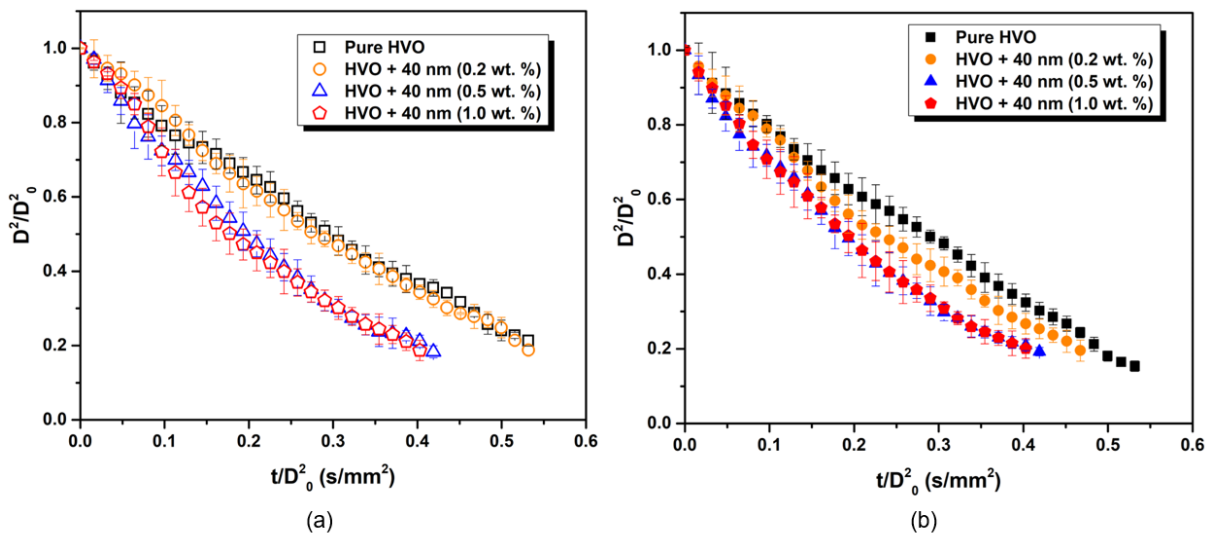 Pure HVO
HVO + 40 nm (0.2 wt. %)
HVO + 40 nm (0.5 wt. %)
HVO + 40 nm (1.0 wt. %)
1.0
0.8
0.6
0.4
0.2
0.0
D²/D²₀
0.0 0.1 0.2 0.3 0.4 0.5 0.6
t/D²₀ (s/mm²)
(a)
Pure HVO
HVO + 40 nm (0.2 wt. %)
HVO + 40 nm (0.5 wt. %)
HVO + 40 nm (1.0 wt. %)
1.0
0.8
0.6
0.4
0.2
0.0
D²/D²₀
0.0 0.1 0.2 0.3 0.4 0.5 0.6
t/D²₀ (s/mm²)
(b)